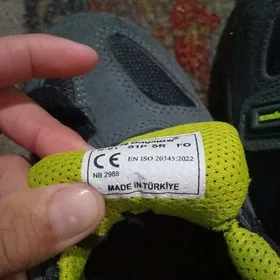 S1P SR FO
CE EN ISO 20345:2022
NB 2988
MADE IN TÜRKİYE